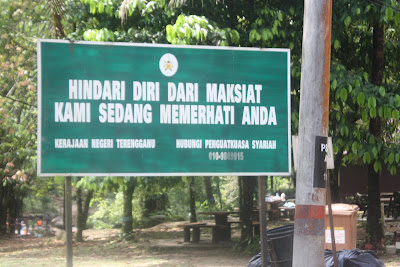 HINDARI DIRI DARI MAKSIAT
KAMI SEDANG MEMERHATI ANDA
KERAJAAN NEGERI TERENGGANU HUBUNGI PENGUATKUASA SYARIAH